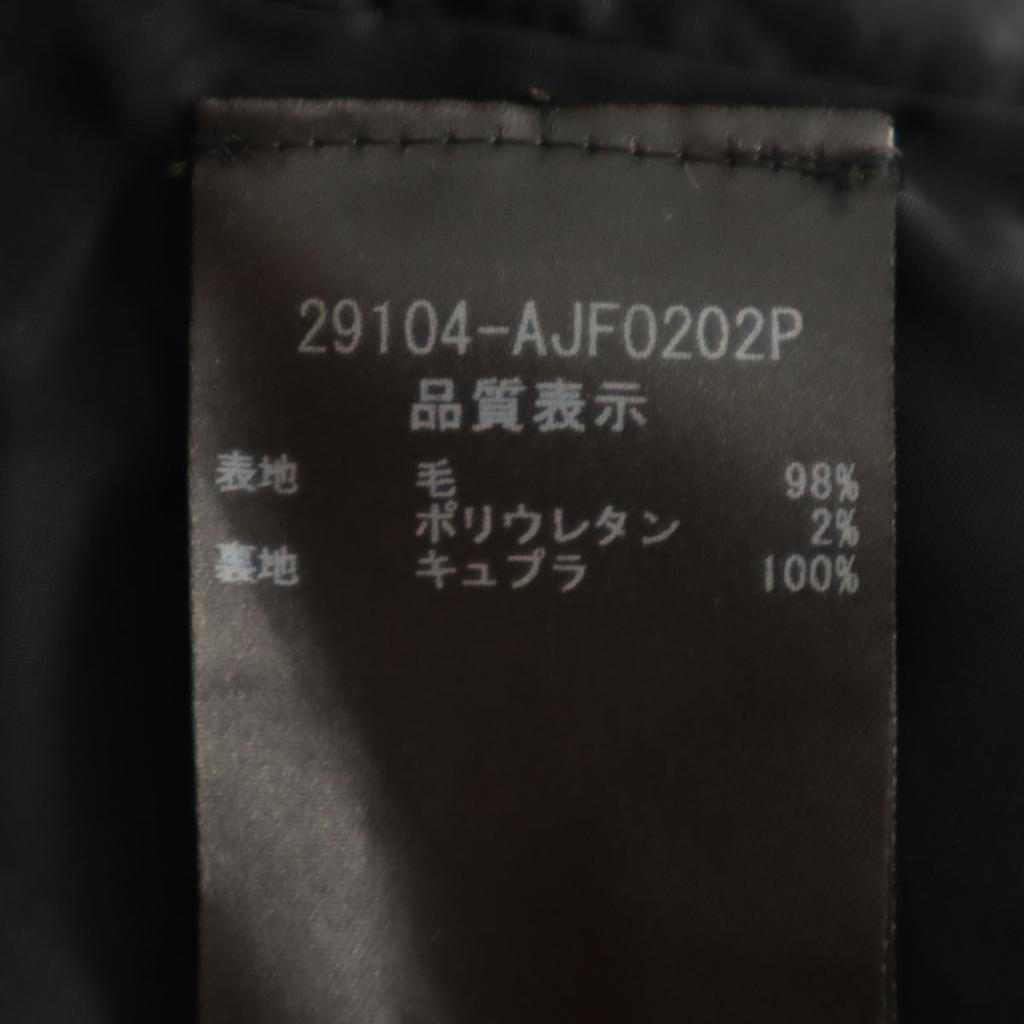 29104-AJF0202P
品質表示
表地 毛 98%
ポリウレタン 2%
裏地 キュプラ 100%